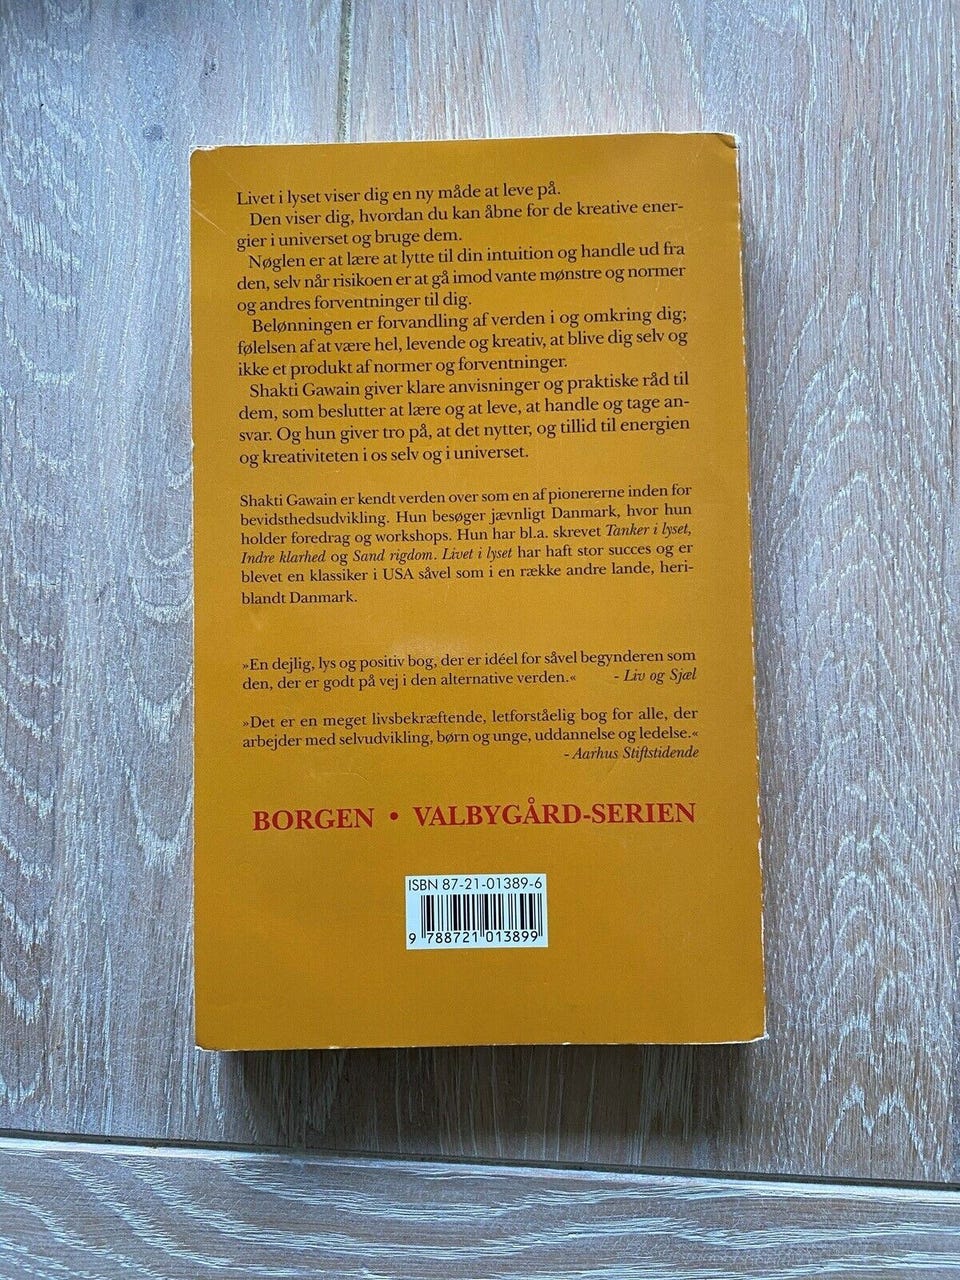 Livet i lyset viser dig en ny måde at leve på.
Den viser dig, hvordan du kan åbne for de kreative ener-
gier i universet og bruge dem.
Nøglen er at lære at lytte til din intuition og handle ud fra
den, selv når risikoen er at gå imod vante mønstre og normer
og andres forventninger til dig.
Belønningen er forvandling af verden i og omkring dig;
følelsen af at være hel, levende og kreativ, at blive dig selv og
ikke et produkt af normer og forventninger.
Shakti Gawain giver klare anvisninger og praktiske råd til
dem, som beslutter at lære og at leve, at handle og tage an-
svar. Og hun giver tro på, at det nytter, og tillid til energien
og kreativiteten i os selv og i universet.
Shakti Gawain er kendt verden over som en af pionererne inden for
bevidsthedsudvikling. Hun besøger jævnligt Danmark, hvor hun
holder foredrag og workshops. Hun har bl.a. skrevet Tanker i lyset,
Indre klarhed og Sand rigdom. Livet i lyset har haft stor succes og er
blevet en klassiker i USA såvel som i en række andre lande, heri-
blandt Danmark.
»En dejlig, lys og positiv bog, der er idéel for såvel begynderen som
den, der er godt på vej i den alternative verden.« - Liv og Sjæl
»Det er en meget livsbekræftende, letforståelig bog for alle, der
arbejder med selvudvikling, børn og unge, uddannelse og ledelse.«
- Aarhus Stiftstidende
BORGEN • VALBYGÅRD-SERIEN
ISBN 87-21-01389-6
9 788721 013899